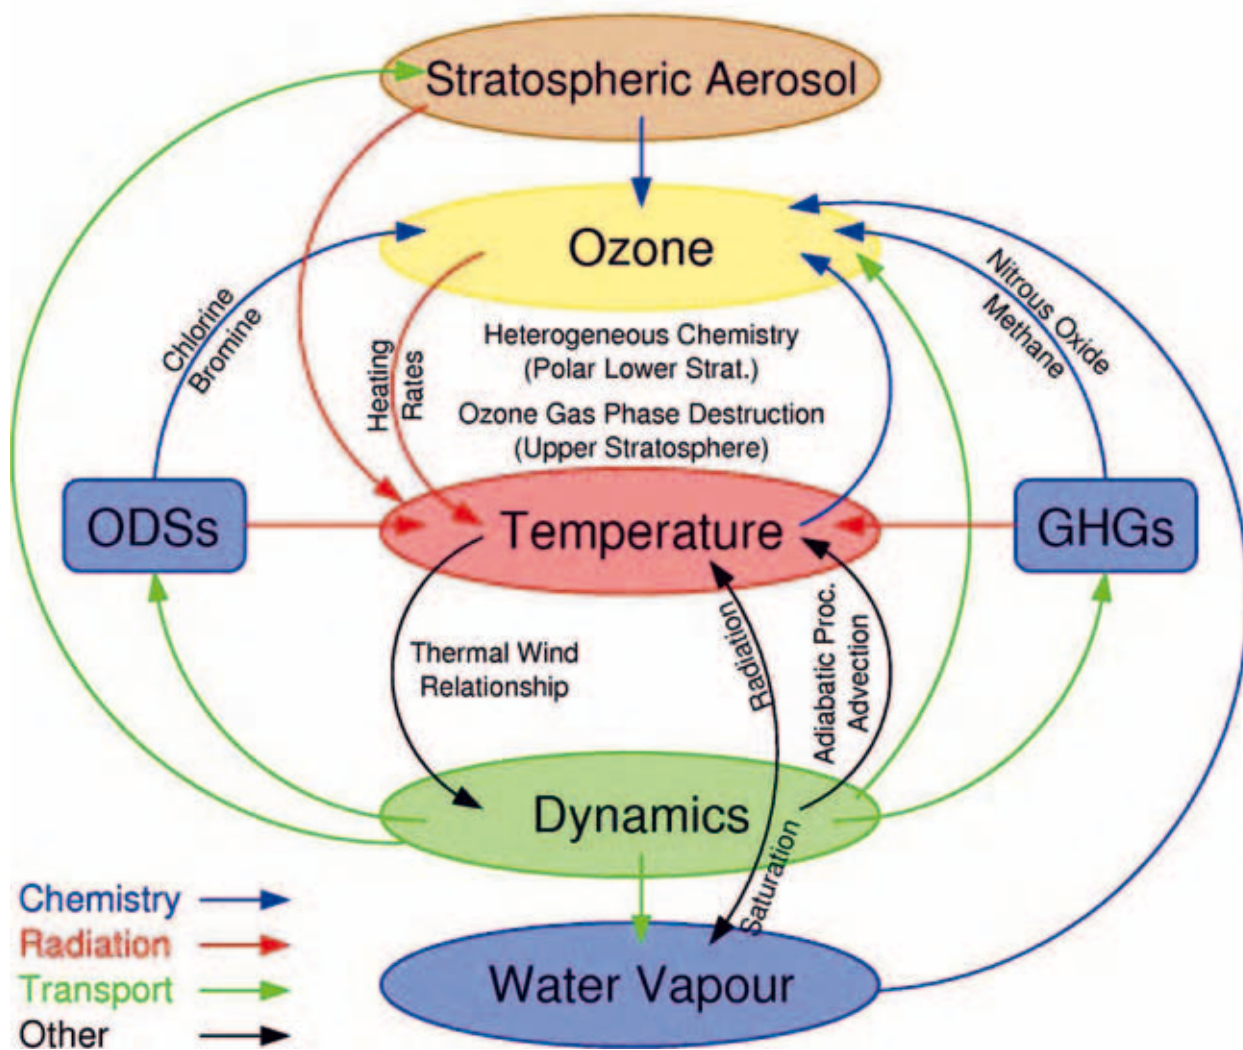 Stratospheric Aerosol
Ozone
Chlorine
Bromine
Nitrous Oxide
Methane
Heating
Rates
Heterogeneous Chemistry
(Polar Lower Strat.)
Ozone Gas Phase Destruction
(Upper Stratosphere)
ODSs
Temperature
GHGs
Thermal Wind
Relationship
Radiation
Adiabatic Proc.
Advection
Dynamics
Saturation
Water Vapour
Chemistry
Radiation
Transport
Other